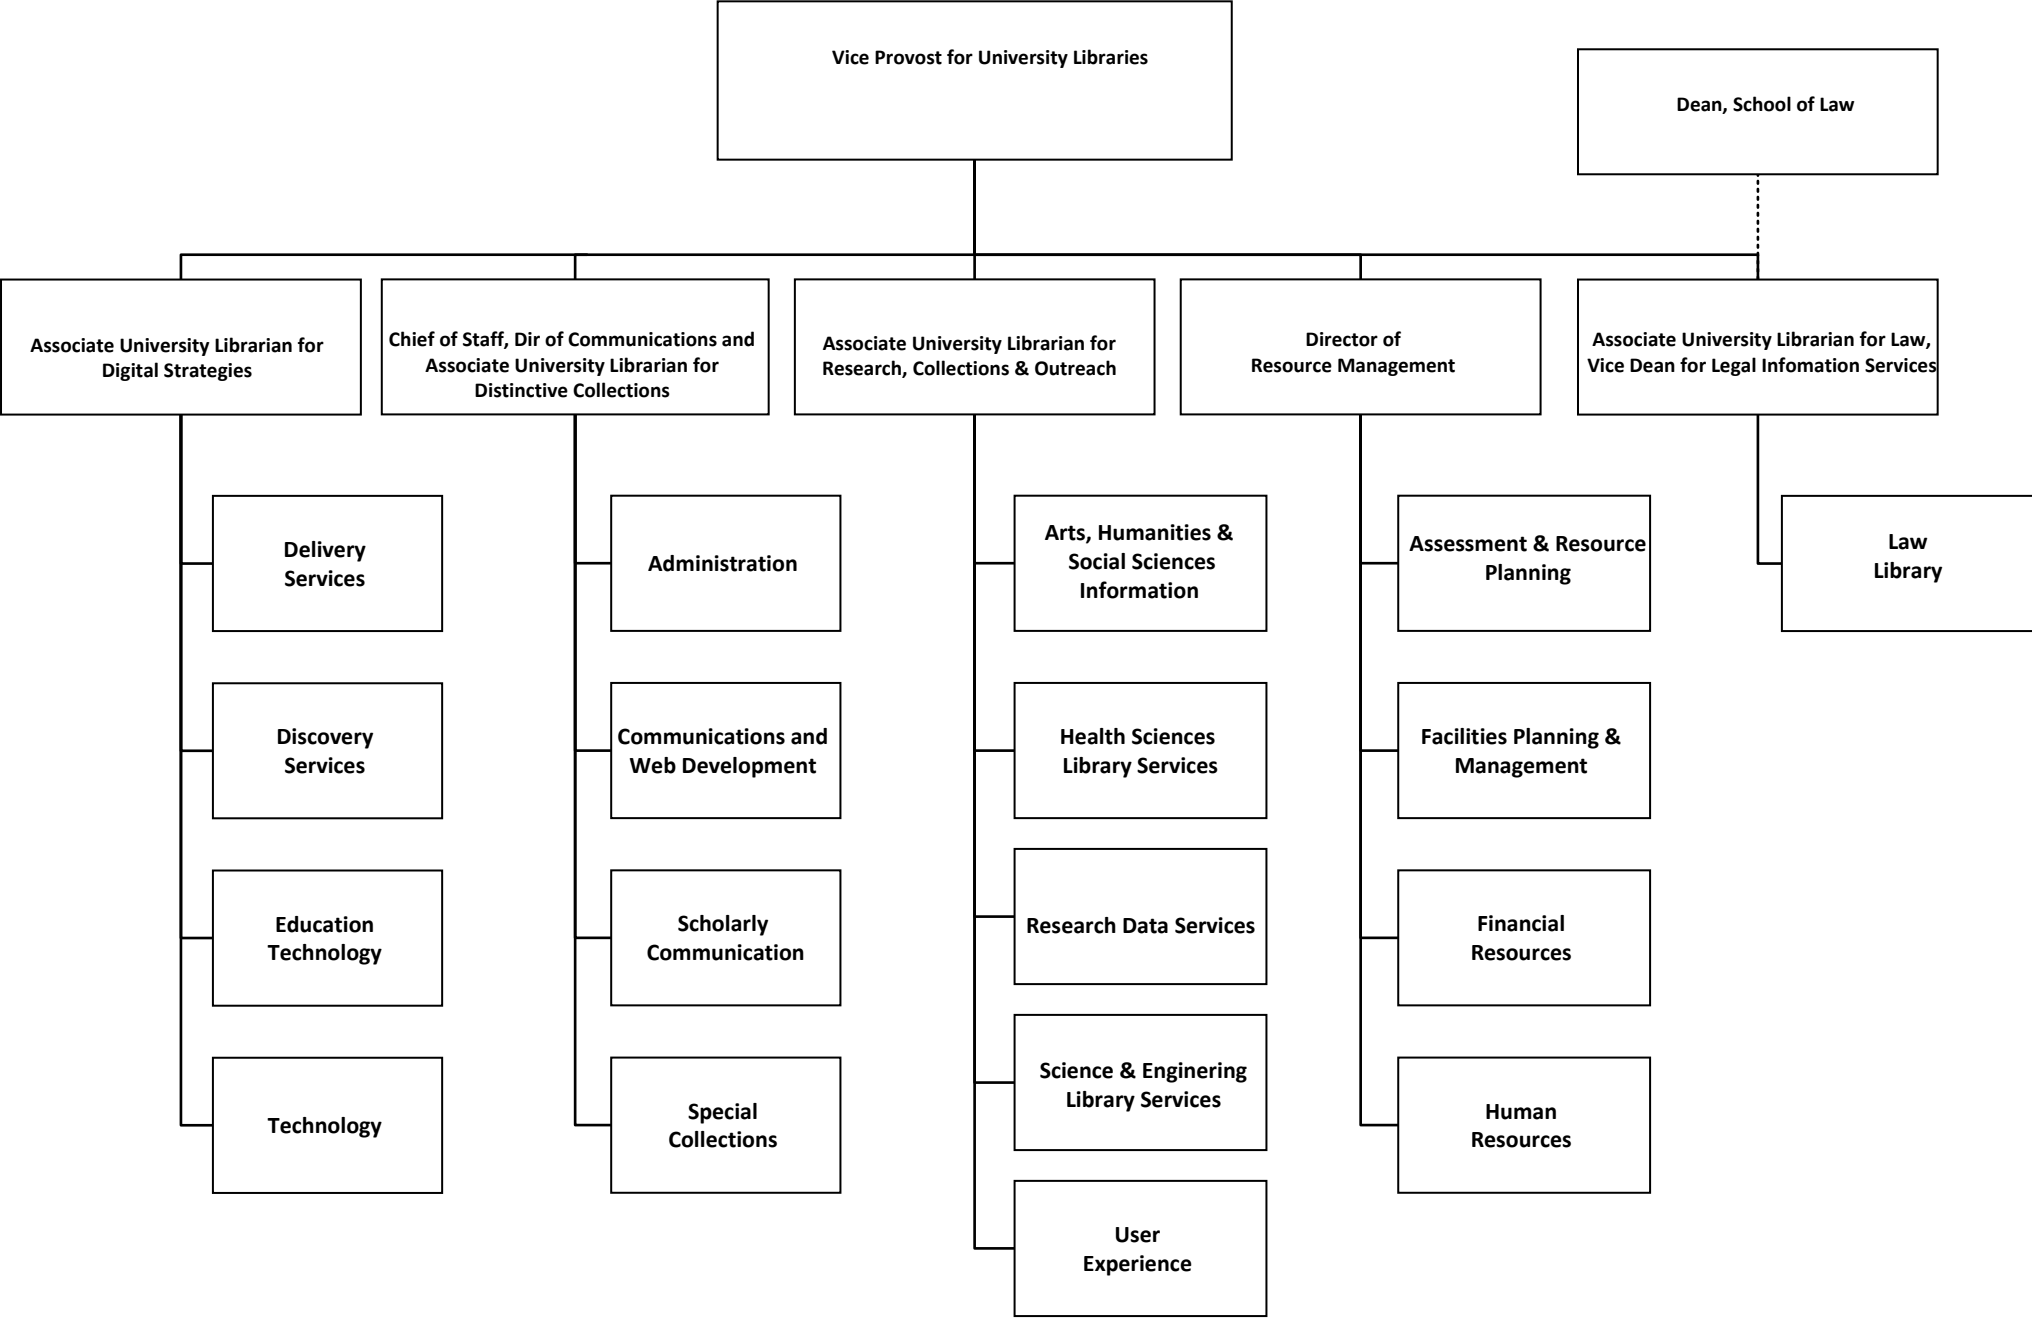 Vice Provost for University Libraries
Dean, School of Law
Associate University Librarian for
Digital Strategies
Chief of Staff, Dir of Communications and
Associate University Librarian for
Distinctive Collections
Associate University Librarian for
Research, Collections & Outreach
Director of
Resource Management
Associate University Librarian for Law,
Vice Dean for Legal Infomation Services
Delivery
Services
Discovery
Services
Education
Technology
Technology
Administration
Communications and
Web Development
Scholarly
Communication
Special
Collections
Arts, Humanities &
Social Sciences
Information
Health Sciences
Library Services
Research Data Services
Science & Enginering
Library Services
User
Experience
Assessment & Resource
Planning
Facilities Planning &
Management
Financial
Resources
Human
Resources
Law
Library